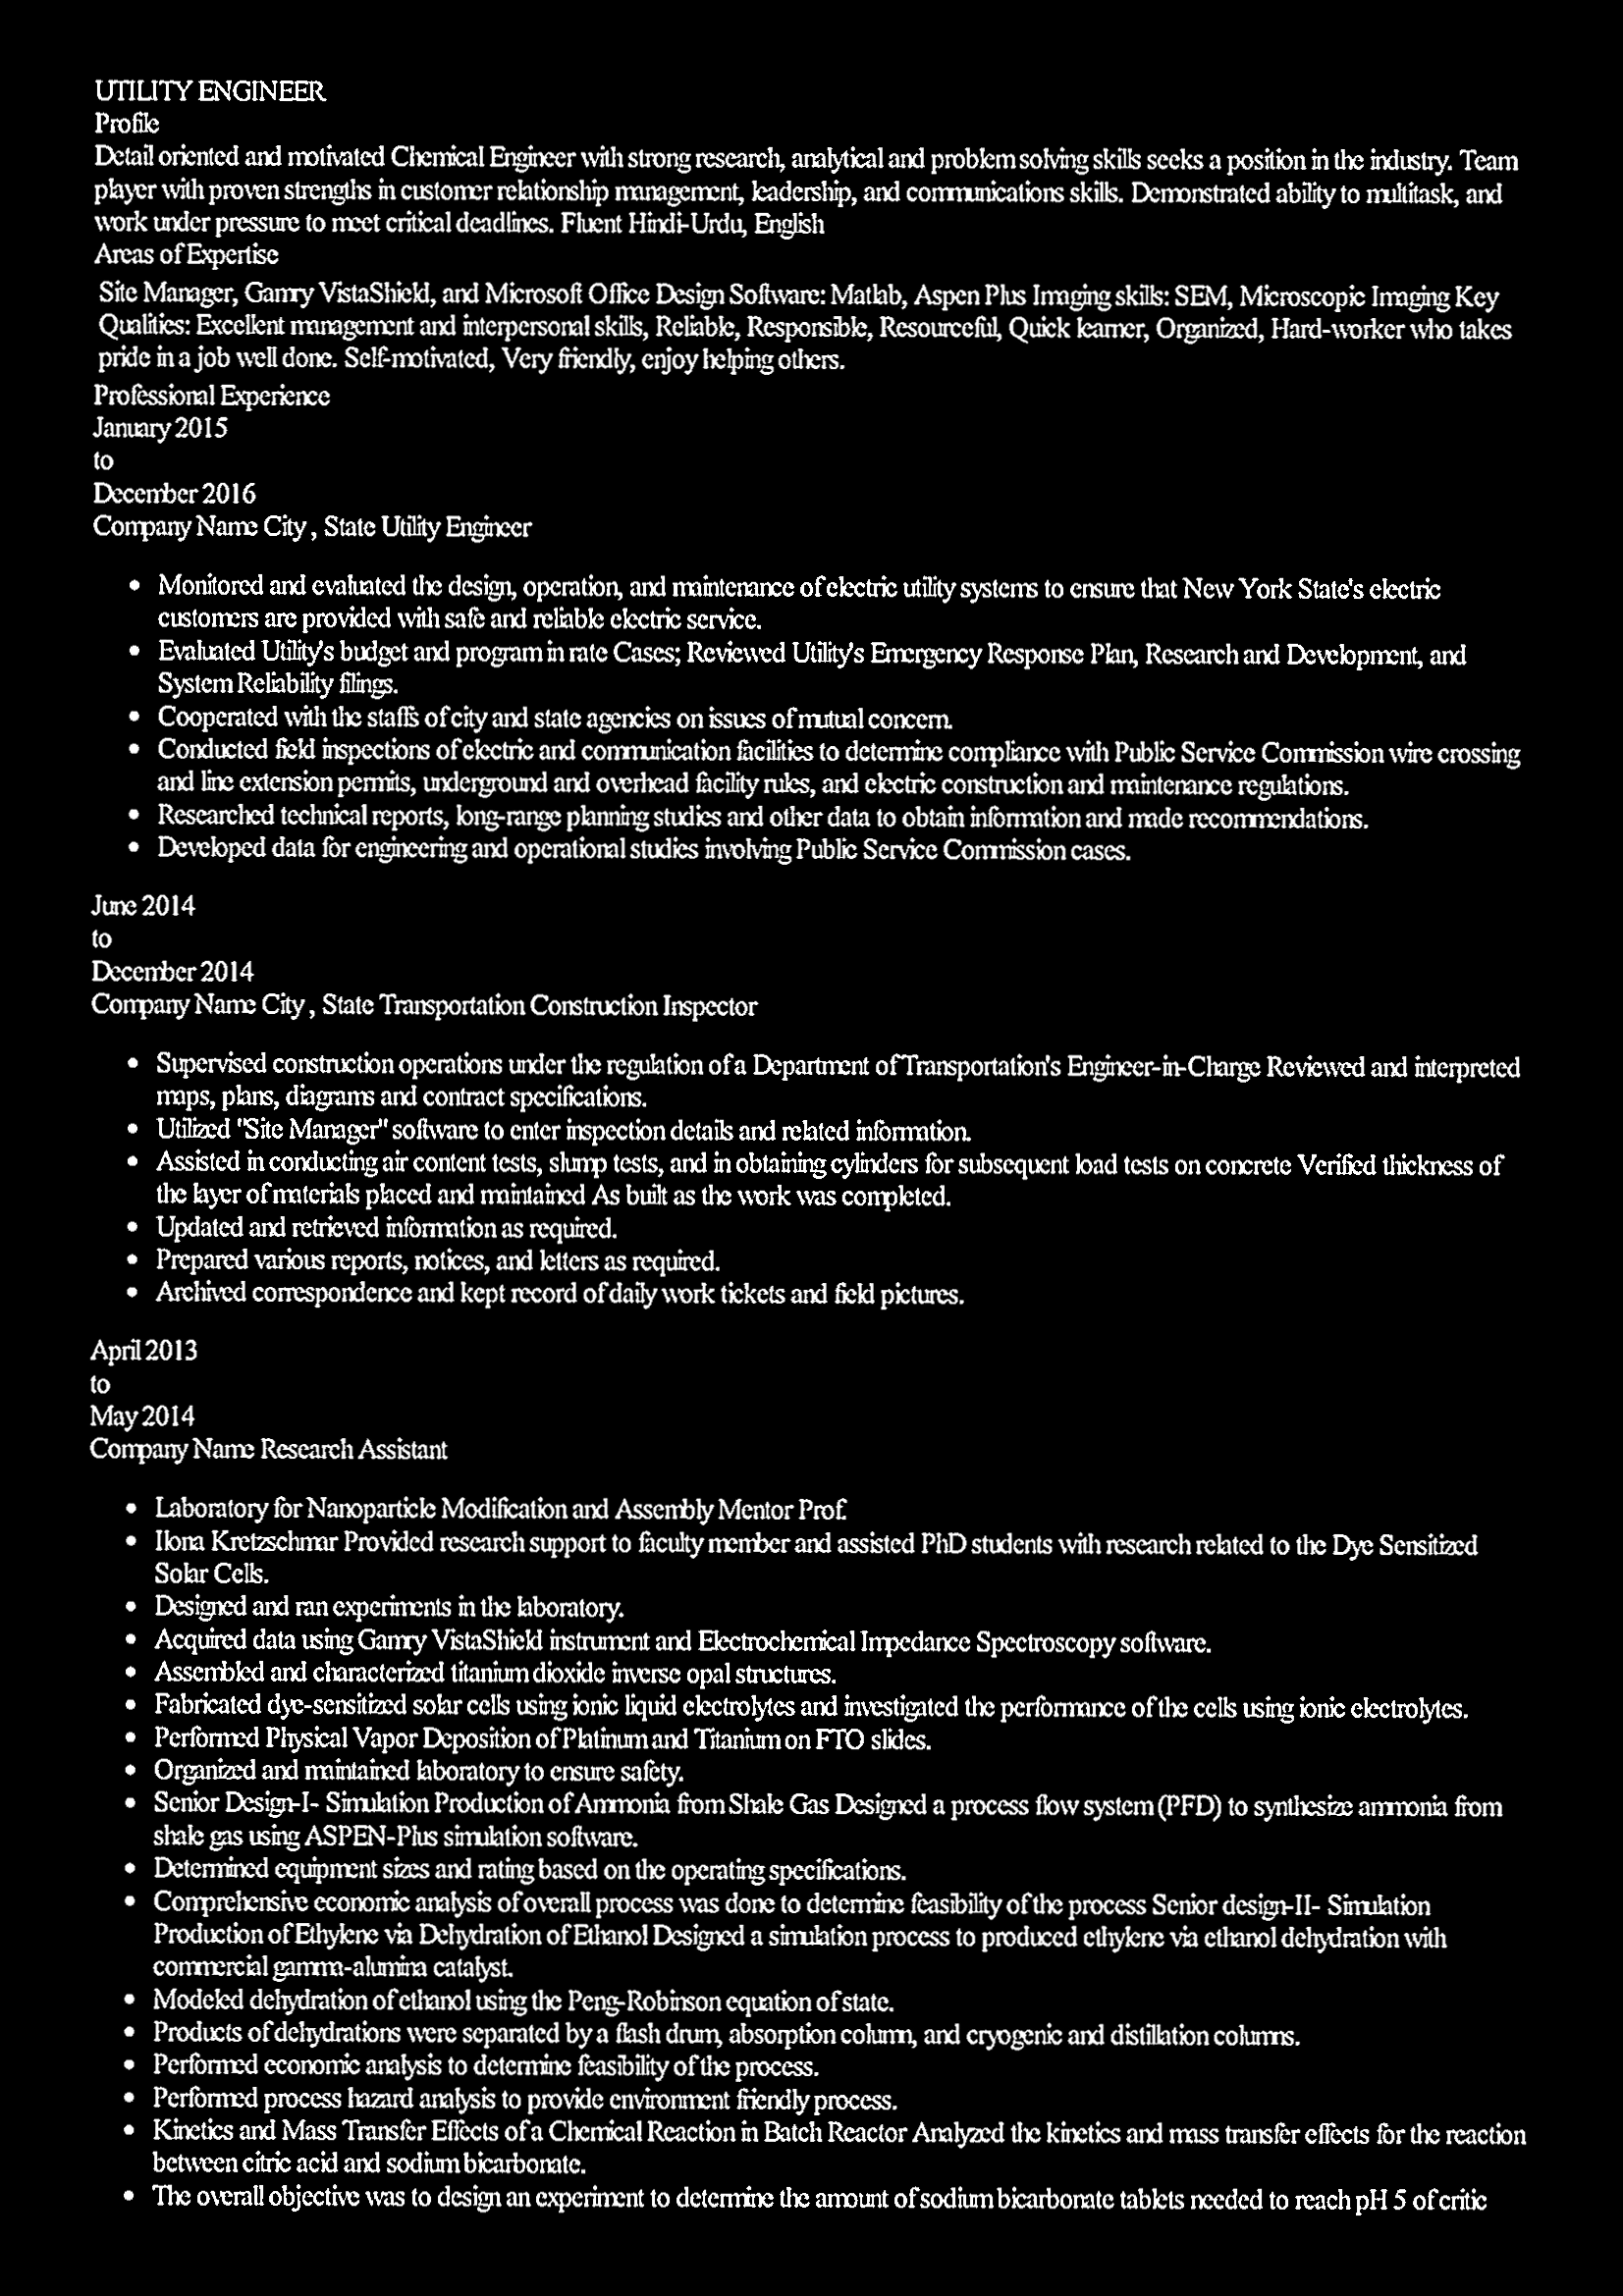 UTILITY ENGINEER
Profile
Detail oriented and motivated Chemical Engineer with strong research, analytical and problem solving skills seeks a position in the industry. Team
player with proven strengths in customer relationship management, leadership, and communications skills. Demonstrated ability to multitask, and
work under pressure to meet critical deadlines. Fluent Hindi-Urdu, English
Areas of Expertise
Site Manager, Gamry VistaShield, and Microsoft Office Design Software: Matlab, Aspen Plus Imaging skills: SEM, Microscopic Imaging Key
Qualities: Excellent management and interpersonal skills, Reliable, Responsible, Resourceful, Quick learner, Organized, Hard-worker who takes
pride in a job well done. Self-motivated, Very friendly, enjoy helping others.
Professional Experience
January 2015
to
December 2016
Company Name City , State Utility Engineer
• Monitored and evaluated the design, operation, and maintenance of electric utility systems to ensure that New York State's electric
customers are provided with safe and reliable electric service.
• Evaluated Utility's budget and program in rate Cases; Reviewed Utility's Emergency Response Plan, Research and Development, and
System Reliability filings.
• Cooperated with the staffs of city and state agencies on issues of mutual concern.
• Conducted field inspections of electric and communication facilities to determine compliance with Public Service Commission wire crossing
and line extension permits, underground and overhead facility rules, and electric construction and maintenance regulations.
• Researched technical reports, long-range planning studies and other data to obtain information and made recommendations.
• Developed data for engineering and operational studies involving Public Service Commission cases.
June 2014
to
December 2014
Company Name City , State Transportation Construction Inspector
• Supervised construction operations under the regulation of a Department of Transportation's Engineer-in-Charge Reviewed and interpreted
maps, plans, diagrams and contract specifications.
• Utilized "Site Manager" software to enter inspection details and related information.
• Assisted in conducting air content tests, slump tests, and in obtaining cylinders for subsequent load tests on concrete Verified thickness of
the layer of materials placed and maintained As built as the work was completed.
• Updated and retrieved information as required.
• Prepared various reports, notices, and letters as required.
• Archived correspondence and kept record of daily work tickets and field pictures.
April 2013
to
May 2014
Company Name Research Assistant
• Laboratory for Nanoparticle Modification and Assembly Mentor Prof.
• Ilona Kretzschmar Provided research support to faculty member and assisted PhD students with research related to the Dye Sensitized
Solar Cells.
• Designed and ran experiments in the laboratory.
• Acquired data using Gamry VistaShield instrument and Electrochemical Impedance Spectroscopy software.
• Assembled and characterized titanium dioxide inverse opal structures.
• Fabricated dye-sensitized solar cells using ionic liquid electrolytes and investigated the performance of the cells using ionic electrolytes.
• Performed Physical Vapor Deposition of Platinum and Titanium on FTO slides.
• Organized and maintained laboratory to ensure safety.
• Senior Design-I- Simulation Production of Ammonia from Shale Gas Designed a process flow system (PFD) to synthesize ammonia from
shale gas using ASPEN-Plus simulation software.
• Determined equipment sizes and rating based on the operating specifications.
• Comprehensive economic analysis of overall process was done to determine feasibility of the process Senior design-II- Simulation
Production of Ethylene via Dehydration of Ethanol Designed a simulation process to produced ethylene via ethanol dehydration with
commercial gamma-alumina catalyst.
• Modeled dehydration of ethanol using the Peng-Robinson equation of state.
• Products of dehydrations were separated by a flash drum, absorption column, and cryogenic and distillation columns.
• Performed economic analysis to determine feasibility of the process.
• Performed process hazard analysis to provide environment friendly process.
• Kinetics and Mass Transfer Effects of a Chemical Reaction in Batch Reactor Analyzed the kinetics and mass transfer effects for the reaction
between citric acid and sodium bicarbonate.
• The overall objective was to design an experiment to determine the amount of sodium bicarbonate tablets needed to reach pH 5 of critic